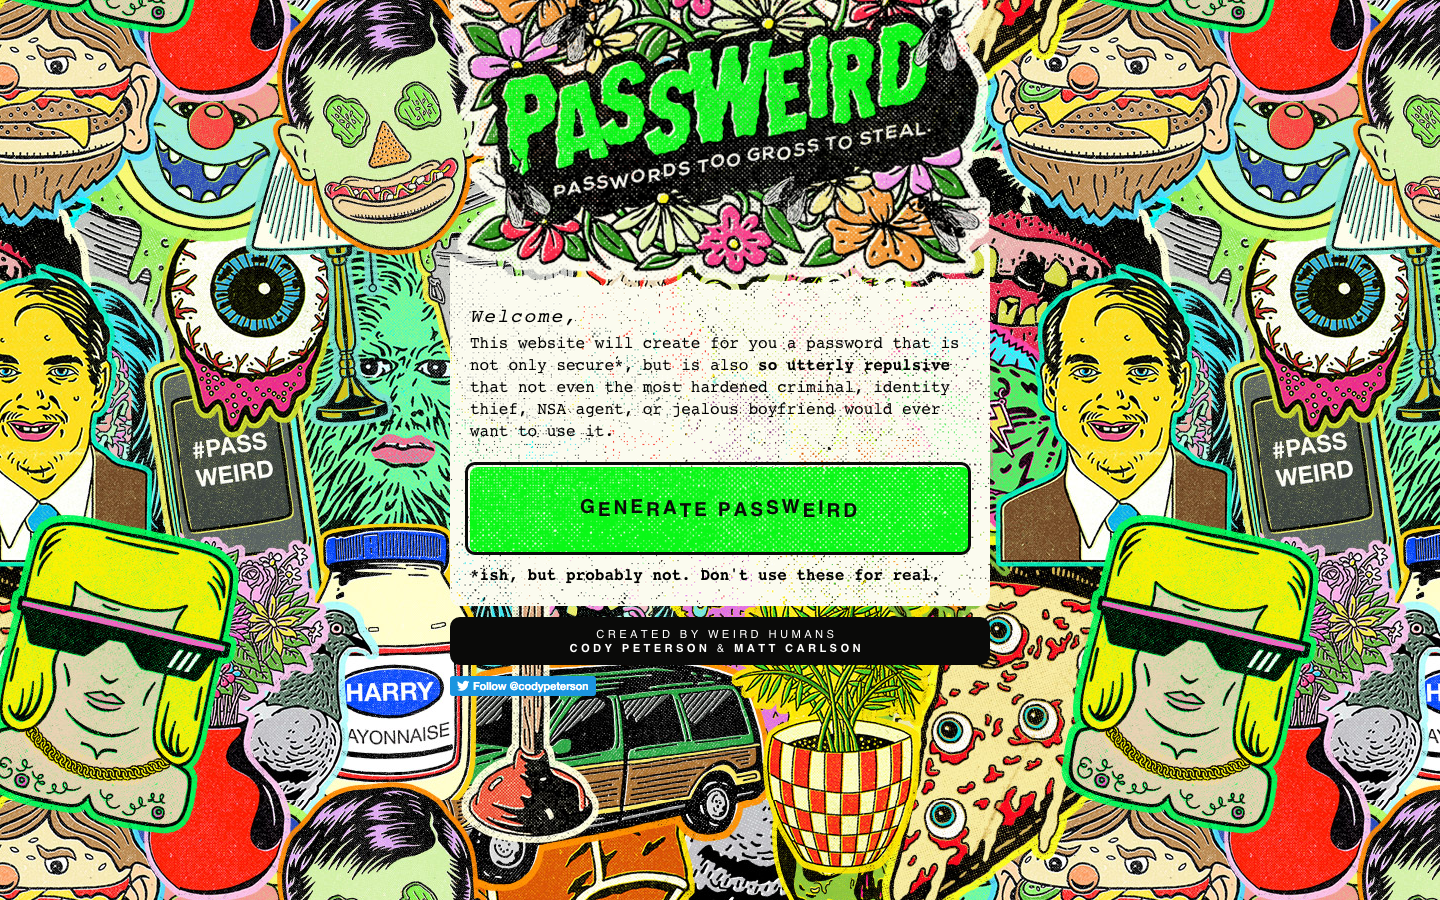 PASSWEIRD
PASSWORDS TOO GROSS TO STEAL.
Welcome,
This website will create for you a password that is
not only secure*, but is also so utterly repulsive
that not even the most hardened criminal, identity
thief, NSA agent, or jealous boyfriend would ever
want to use it.
GENERATE PASSWEIRD
*ish, but probably not. Don't use these for real.
CREATED BY WEIRD HUMANS
CODY PETERSON & MATT CARLSON
Follow @codypeterson
#PASS
WEIRD
#PASS
WEIRD
HARRY
AYONNAISE